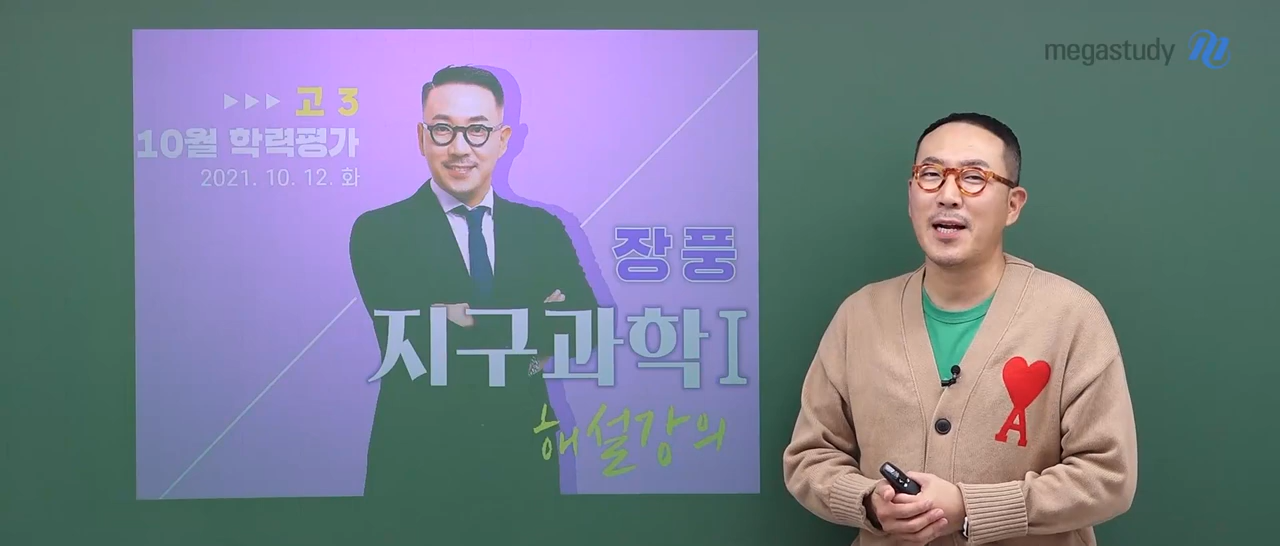 ▶▶▶ 고 3
10월 학력평가
2021. 10. 12. 화
장풍
지구과학I
해설강의
megastudy
A